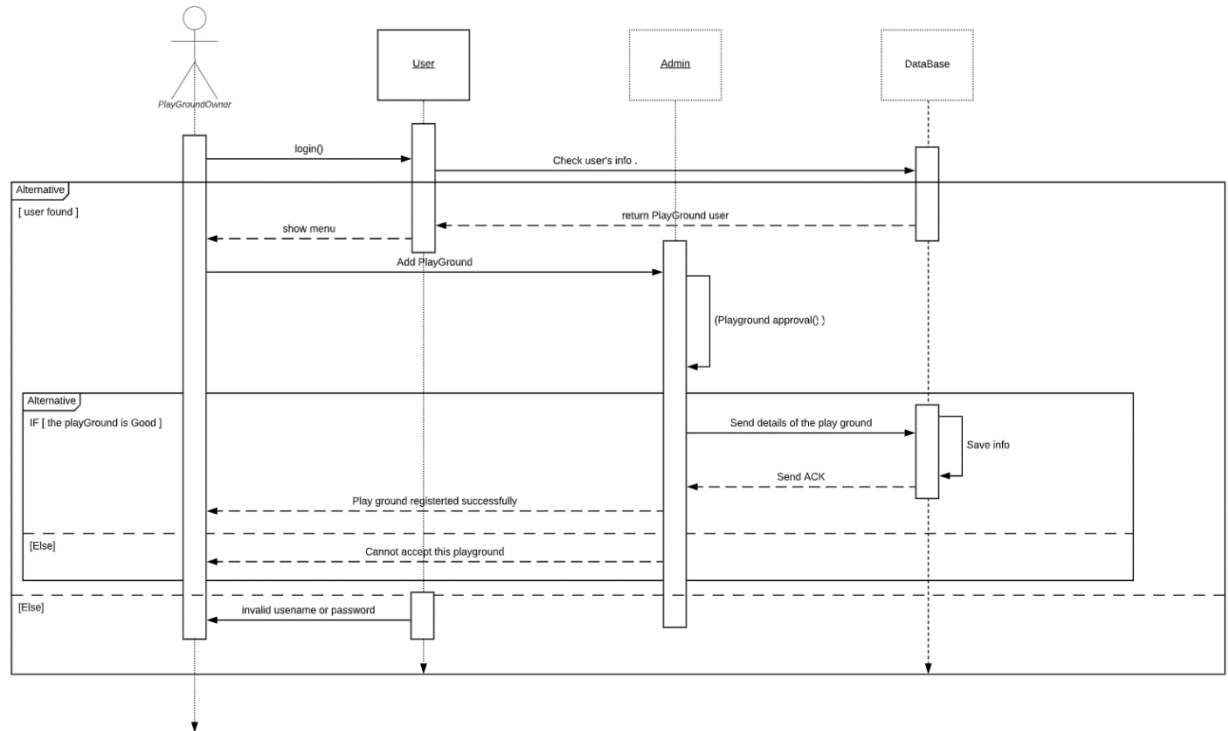 PlayGroundOwner
User
Admin
DataBase
login()
Check user's info .
Alternative
[ user found ]
return PlayGround user
show menu
Add PlayGround
(Playground approval() )
Alternative
IF [ the playGround is Good ]
Send details of the play ground
Save info
Send ACK
Play ground registerted successfully
[Else]
Cannot accept this playground
[Else]
invalid usename or password